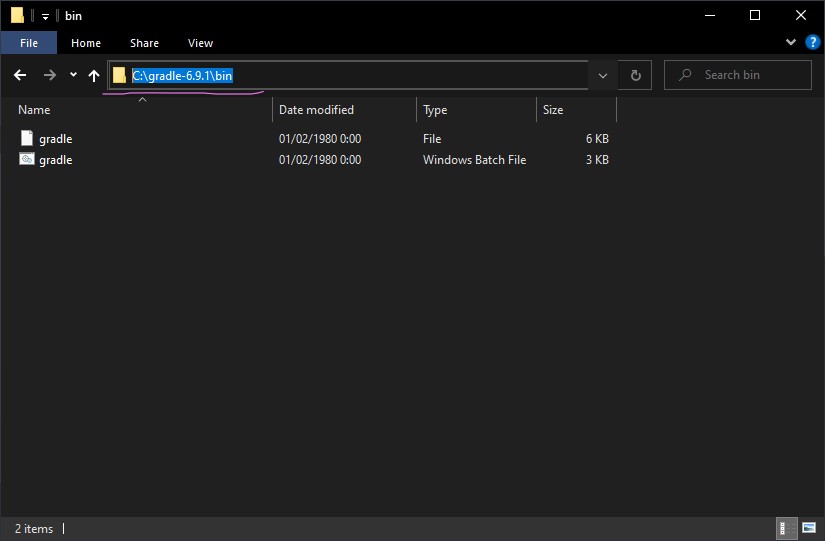 bin
File Home Share View
C:\gradle-6.9.1\bin Search bin
Name Date modified Type Size
gradle 01/02/1980 0:00 File 6 KB
gradle 01/02/1980 0:00 Windows Batch File 3 KB
2 items